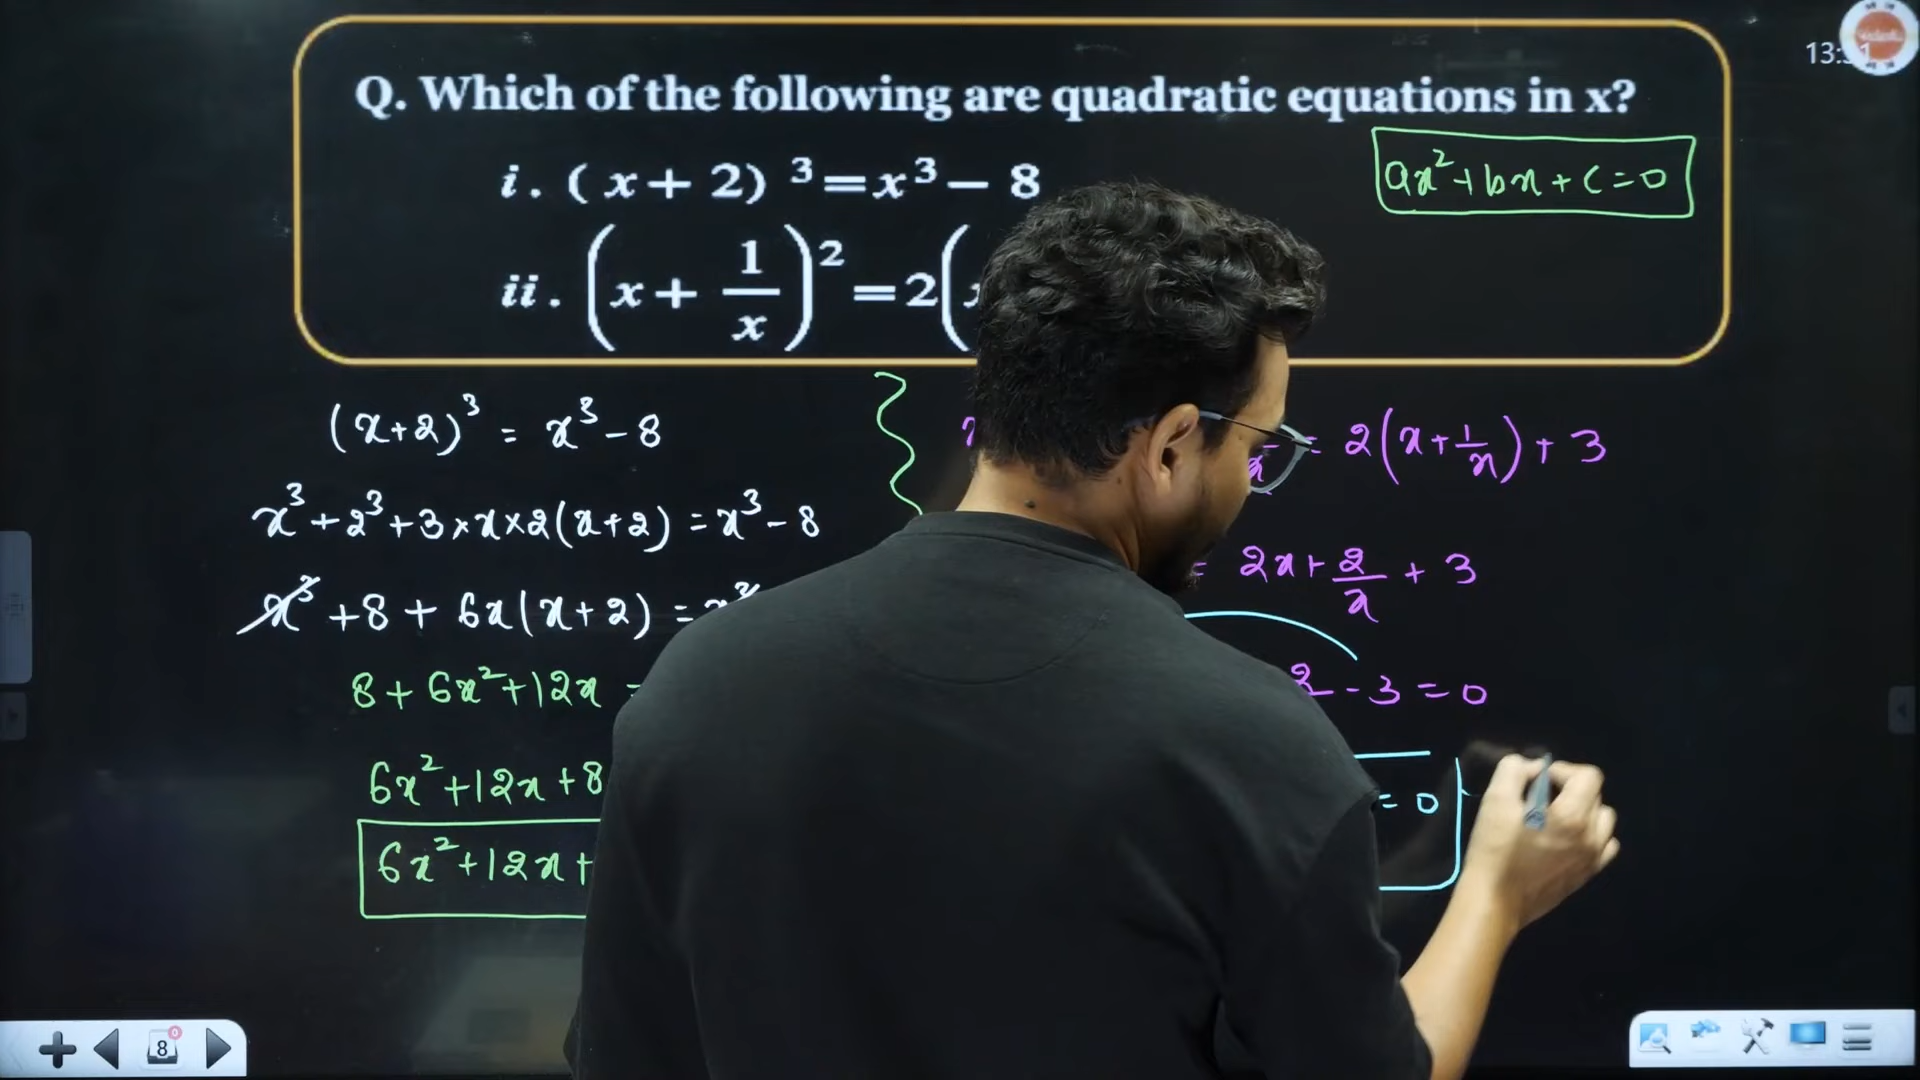 Q. Which of the following are quadratic equations in x?
i. (x+2)³=x³−8
ii. (x+1/x)²=2(
ax²+bx+c=0
(x+2)³ = x³-8
x³+2³+3×x×2(x+2) = x³-8
x³+8+6x(x+2) =
8+6x²+12x
6x²+12x+8
6x²+12x+
= 2(x+1/x)+3
= 2x+2/x+3
2 -3=0
=0
8
0